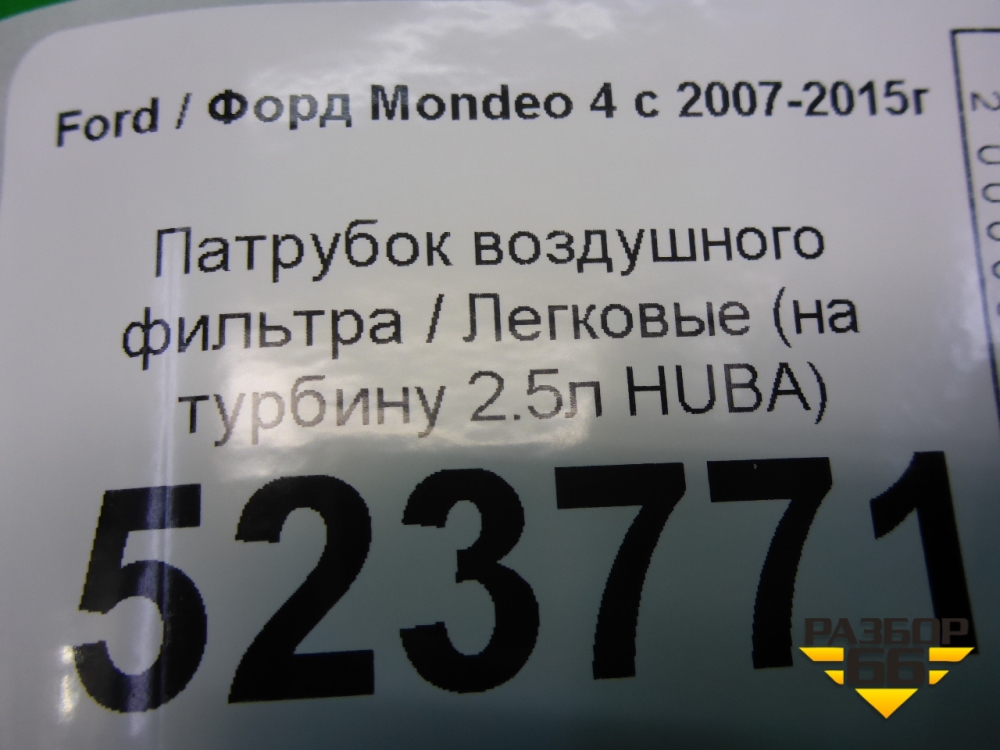 Ford / Форд Mondeo 4 с 2007-2015г
Патрубок воздушного
фильтра / Легковые (на
турбину 2.5л HUBA)
523771
РАЗБОР
66